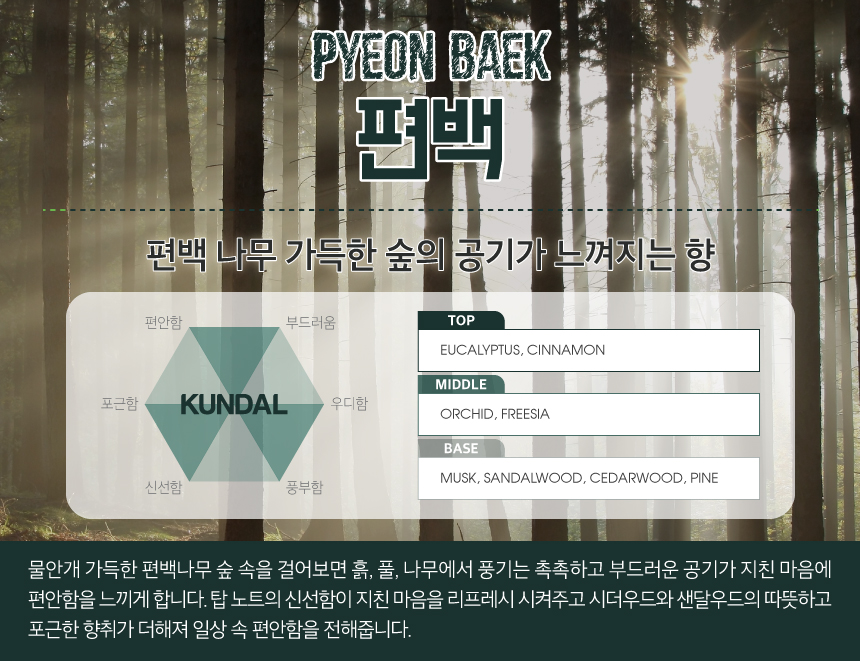 PYEON BAEK
편백
편백 나무 가득한 숲의 공기가 느껴지는 향
편안함
부드러움
포근함
KUNDAL
우디함
신선함
풍부함
TOP
EUCALYPTUS, CINNAMON
MIDDLE
ORCHID, FREESIA
BASE
MUSK, SANDALWOOD, CEDARWOOD, PINE
물안개 가득한 편백나무 숲 속을 걸어보면 흙, 풀, 나무에서 풍기는 촉촉하고 부드러운 공기가 지친 마음에
편안함을 느끼게 합니다. 탑 노트의 신선함이 지친 마음을 리프레시 시켜주고 시더우드와 샌달우드의 따뜻하고
포근한 향취가 더해져 일상 속 편안함을 전해줍니다.